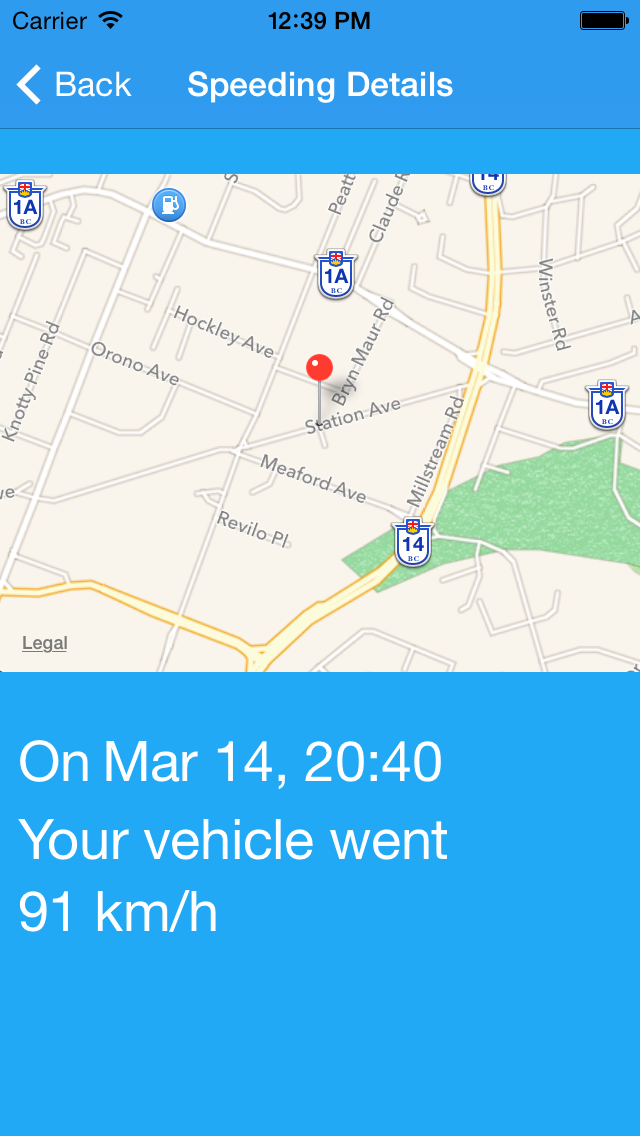 Carrier 12:39 PM
Back Speeding Details
14
BC
1A
BC
Peatt
Claude R
1A
BC
Winster Rd
Hockley Ave
Bryn Maur Rd
Knotty Pine Rd
Orono Ave
Station Ave
1A
BC
Millstream Rd
Meaford Ave
ve
Revilo Pl
14
BC
Legal
On Mar 14, 20:40
Your vehicle went
91 km/h